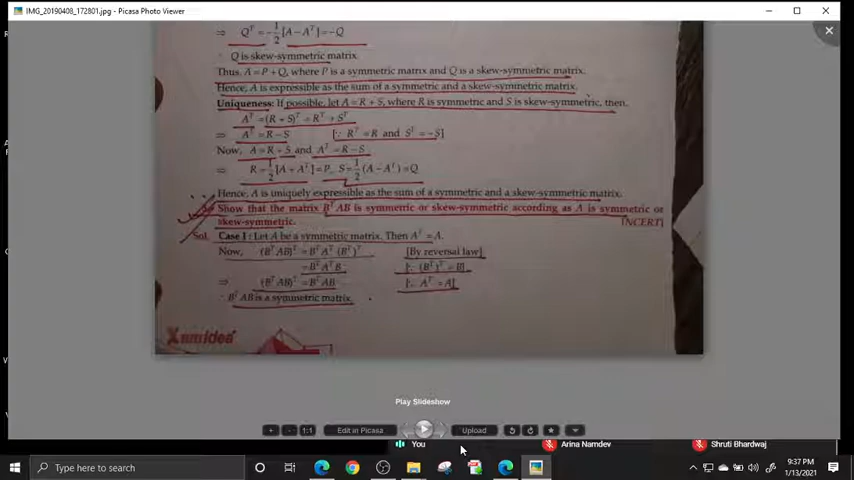 IMG_20190408_172801.jpg - Picasa Photo Viewer
⇒ Qᵀ = -1/2 [A-Aᵀ] = -Q
∴ Q is skew-symmetric matrix.
Thus, A = P + Q, where P is a symmetric matrix and Q is a skew-symmetric matrix.
Hence, A is expressible as the sum of a symmetric and a skew-symmetric matrix.
Uniqueness: If possible, let A = R + S, where R is symmetric and S is skew-symmetric, then.
Aᵀ = (R + S)ᵀ = Rᵀ + Sᵀ
⇒ Aᵀ = R - S [∵ Rᵀ = R and Sᵀ = -S]
Now, A = R + S and Aᵀ = R - S
⇒ R = 1/2 [A + Aᵀ] = P, S = 1/2 (A - Aᵀ) = Q
Hence, A is uniquely expressible as the sum of a symmetric and a skew-symmetric matrix.
Show that the matrix BᵀAB is symmetric or skew-symmetric according as A is symmetric or
skew-symmetric. [NCERT]
Sol. Case I : Let A be a symmetric matrix. Then Aᵀ = A.
Now, (BᵀAB)ᵀ = BᵀAᵀ (Bᵀ)ᵀ [By reversal law]
= BᵀAᵀB [∵ (Bᵀ)ᵀ = B]
⇒ (BᵀAB)ᵀ = BᵀAB [∵ Aᵀ = A]
∴ BᵀAB is a symmetric matrix.
Xamidea
Play Slideshow
1:1 Edit in Picasa Upload
You Arina Namdev Shruti Bhardwaj
Type here to search
9:37 PM
1/13/2021